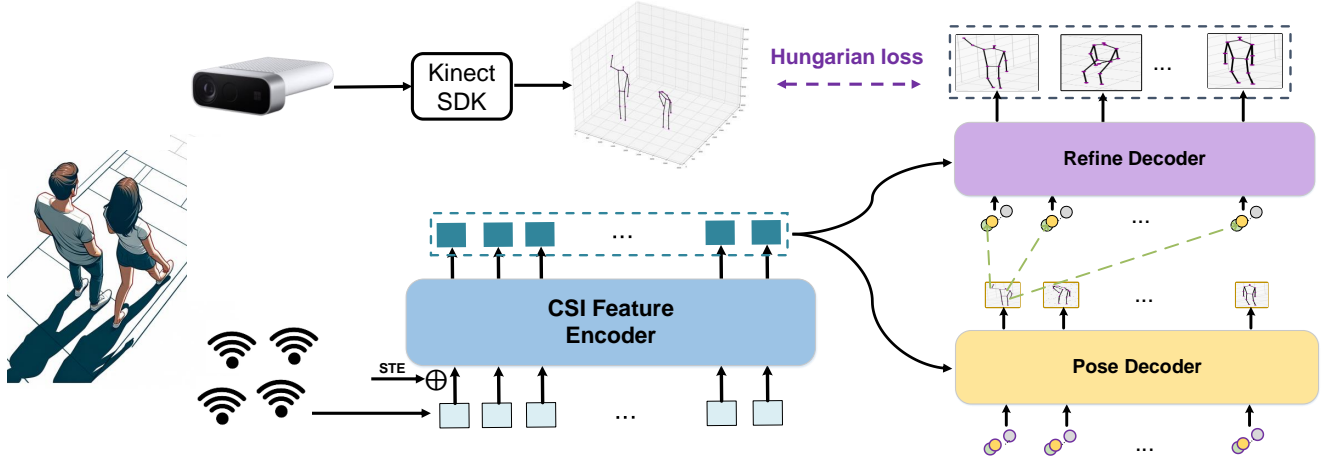 Kinect
SDK
Hungarian loss
...
Refine Decoder
...
...
CSI Feature
Encoder
...
Pose Decoder
STE
...
...